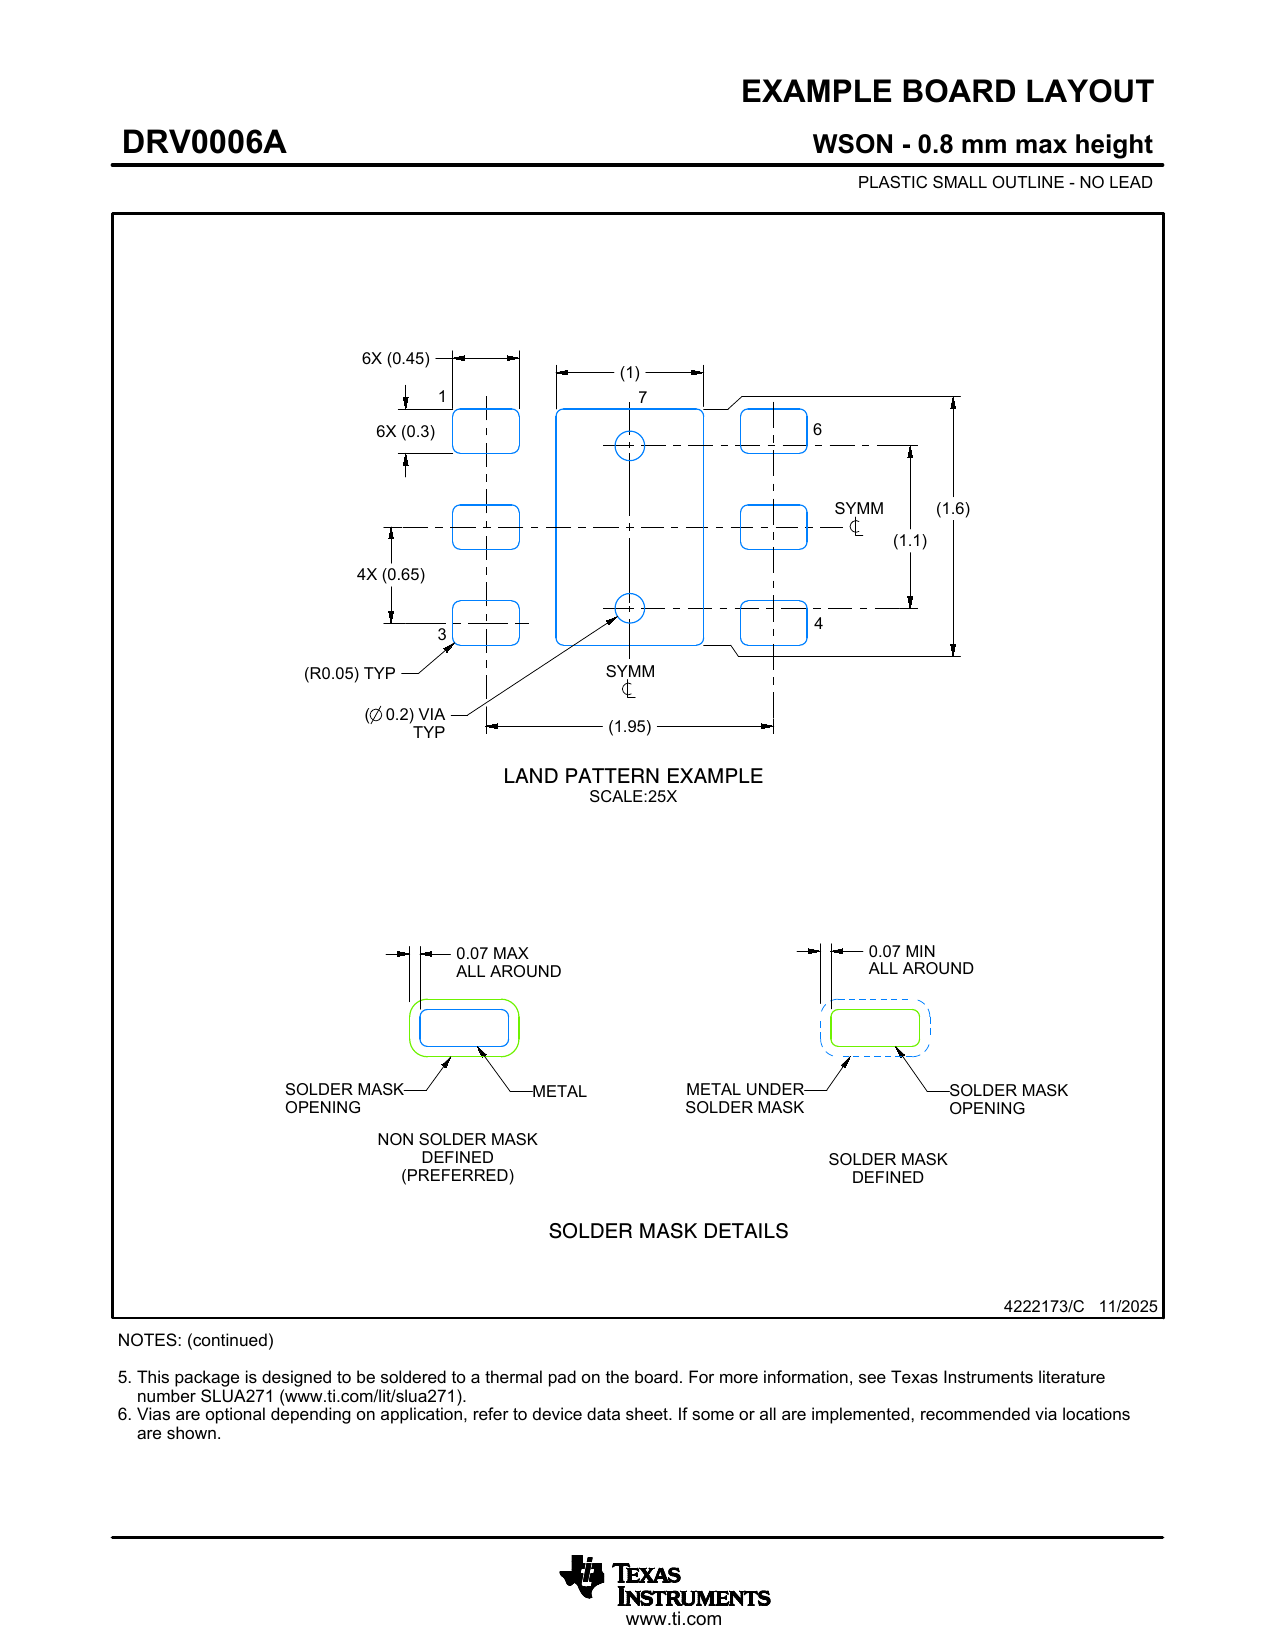 EXAMPLE BOARD LAYOUT
DRV0006A
WSON - 0.8 mm max height
PLASTIC SMALL OUTLINE - NO LEAD
6X (0.45)
(1)
1
7
6X (0.3)
6
SYMM
℄
(1.6)
(1.1)
4X (0.65)
3
4
(R0.05) TYP
SYMM
℄
(Ø 0.2) VIA
TYP
(1.95)
LAND PATTERN EXAMPLE
SCALE:25X
0.07 MAX
ALL AROUND
0.07 MIN
ALL AROUND
SOLDER MASK
OPENING
METAL
METAL UNDER
SOLDER MASK
SOLDER MASK
OPENING
NON SOLDER MASK
DEFINED
(PREFERRED)
SOLDER MASK
DEFINED
SOLDER MASK DETAILS
4222173/C 11/2025
NOTES: (continued)
5. This package is designed to be soldered to a thermal pad on the board. For more information, see Texas Instruments literature
number SLUA271 (www.ti.com/lit/slua271).
6. Vias are optional depending on application, refer to device data sheet. If some or all are implemented, recommended via locations
are shown.
TEXAS
INSTRUMENTS
www.ti.com